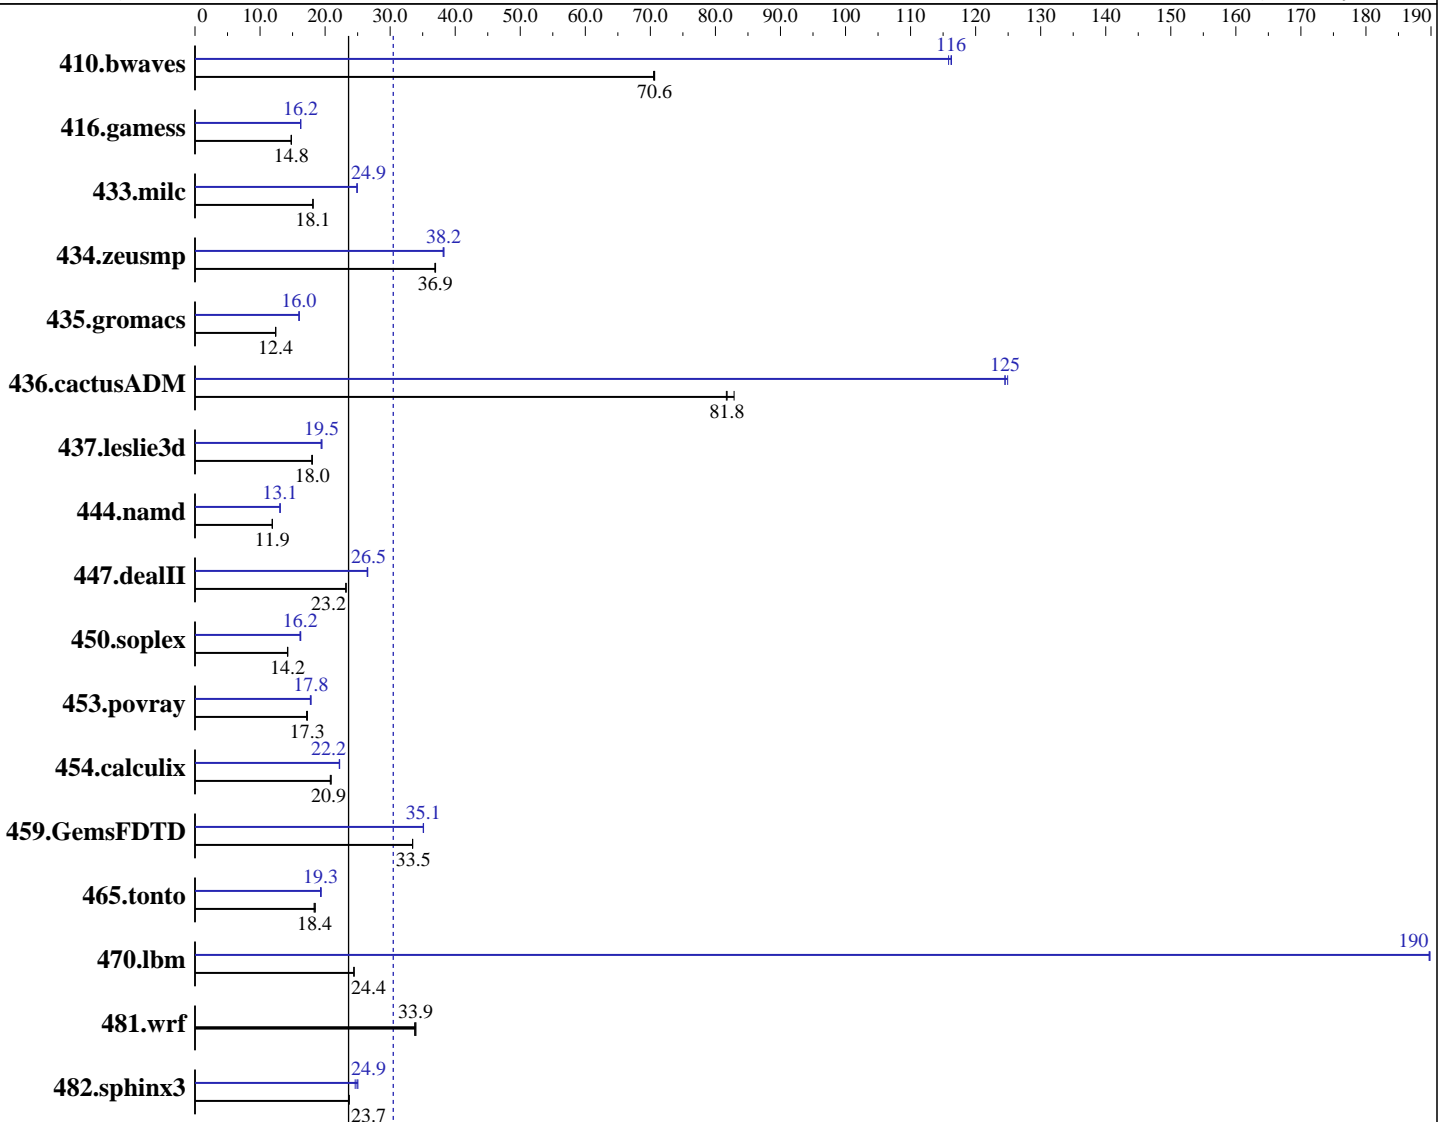 0 10.0 20.0 30.0 40.0 50.0 60.0 70.0 80.0 90.0 100 110 120 130 140 150 160 170 180 190
116
410.bwaves
70.6
16.2
416.gamess
14.8
24.9
433.milc
18.1
38.2
434.zeusmp
36.9
16.0
435.gromacs
12.4
125
436.cactusADM
81.8
19.5
437.leslie3d
18.0
13.1
444.namd
11.9
26.5
447.dealII
23.2
16.2
450.soplex
14.2
17.8
453.povray
17.3
22.2
454.calculix
20.9
35.1
459.GemsFDTD
33.5
19.3
465.tonto
18.4
190
470.lbm
24.4
33.9
481.wrf
24.9
482.sphinx3
23.7